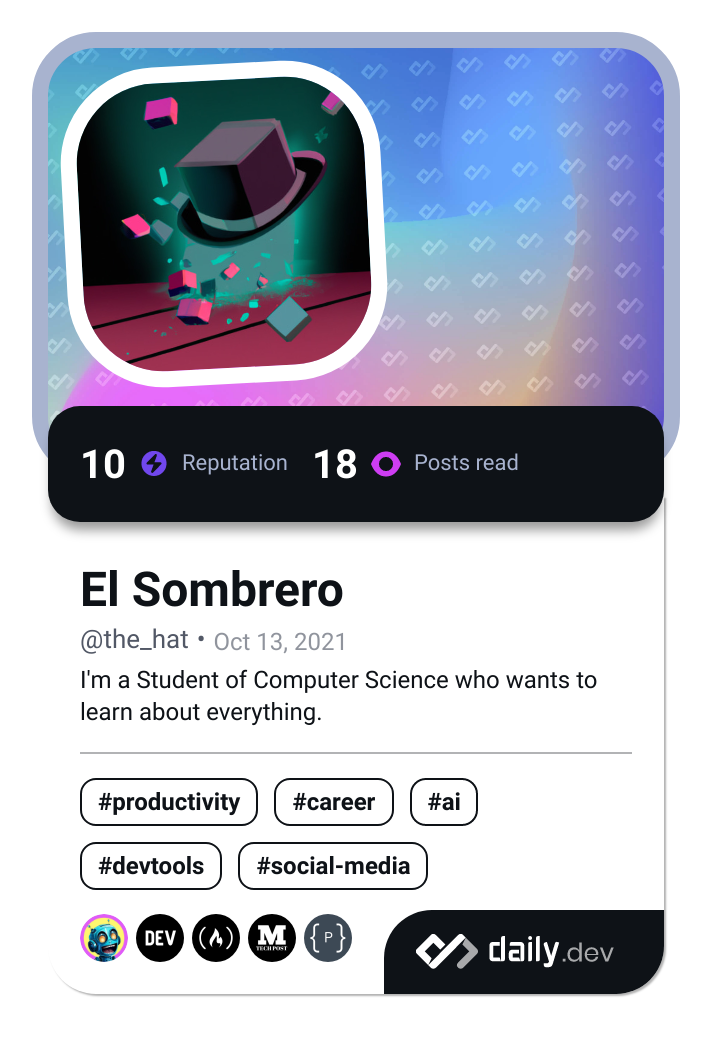 10 Reputation 18 Posts read
El Sombrero
@the_hat • Oct 13, 2021
I'm a Student of Computer Science who wants to
learn about everything.
#productivity #career #ai
#devtools #social-media
DEV M TECH POST {P}
daily.dev